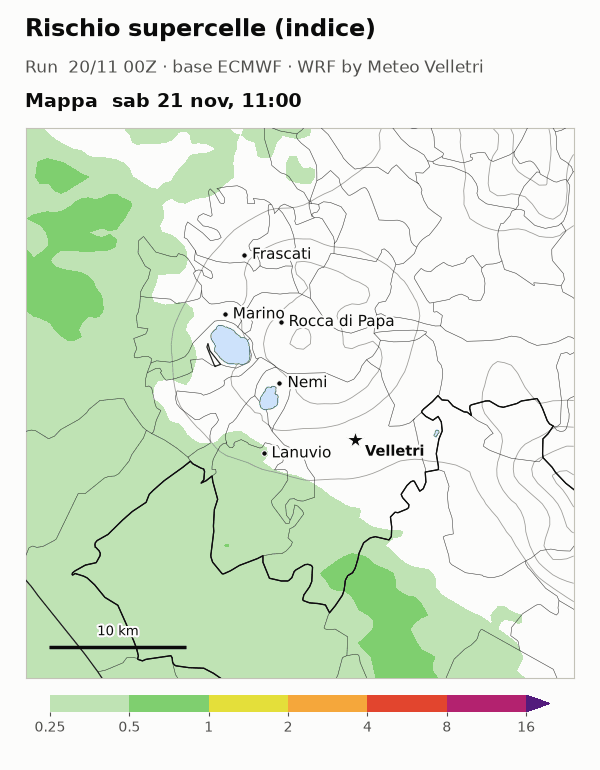 Rischio supercelle (indice)
Run 20/11 00Z · base ECMWF · WRF by Meteo Velletri
Mappa sab 21 nov, 11:00
Frascati
Marino
Rocca di Papa
Nemi
Velletri
Lanuvio
10 km
0.25 0.5 1 2 4 8 16